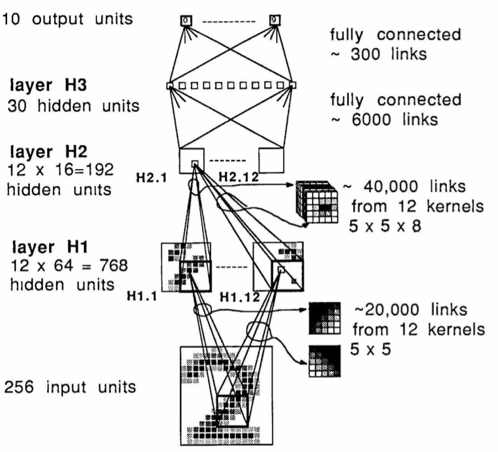 10 output units
0
9
fully connected
~ 300 links
layer H3
30 hidden units
fully connected
~ 6000 links
layer H2
12 x 16=192
hidden units
H2.1
H2.12
~ 40,000 links
from 12 kernels
5 x 5 x 8
layer H1
12 x 64 = 768
hidden units
H1.1
H1.12
~20,000 links
from 12 kernels
5 x 5
256 input units